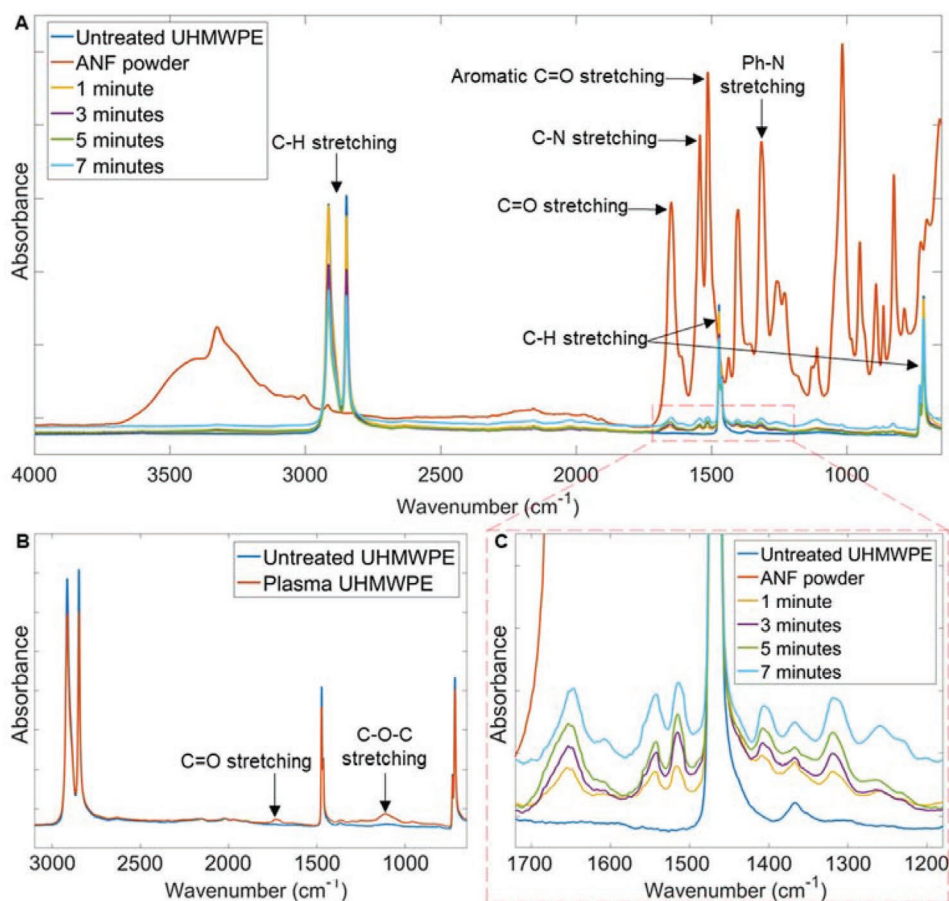 A
Untreated UHMWPE
ANF powder
1 minute
3 minutes
5 minutes
7 minutes
C-H stretching
Aromatic C=O stretching
Ph-N
stretching
C-N stretching
C=O stretching
C-H stretching
Absorbance
4000 3500 3000 2500 2000 1500 1000
Wavenumber (cm⁻¹)
B
Untreated UHMWPE
Plasma UHMWPE
C=O stretching
C-O-C
stretching
Absorbance
3000 2500 2000 1500 1000
Wavenumber (cm⁻¹)
C
Untreated UHMWPE
ANF powder
1 minute
3 minutes
5 minutes
7 minutes
Absorbance
1700 1600 1500 1400 1300 1200
Wavenumber (cm⁻¹)